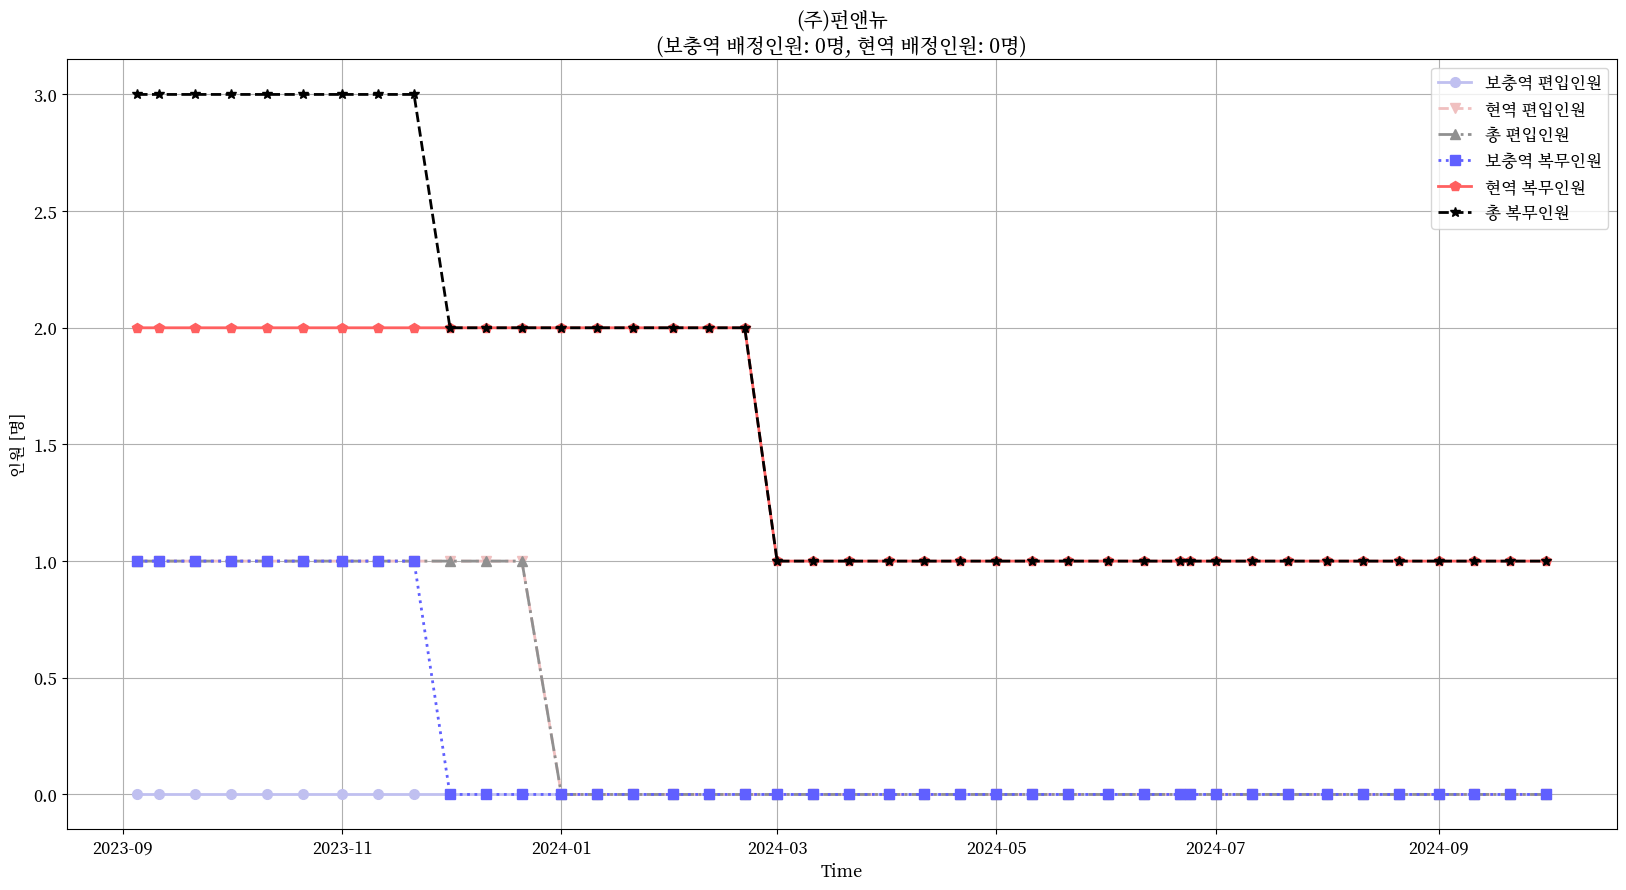 (주)펀앤뉴
(보충역 배정인원: 0명, 현역 배정인원: 0명)
보충역 편입인원
현역 편입인원
총 편입인원
보충역 복무인원
현역 복무인원
총 복무인원
인원 [명]
3.0
2.5
2.0
1.5
1.0
0.5
0.0
2023-09 2023-11 2024-01 2024-03 2024-05 2024-07 2024-09
Time